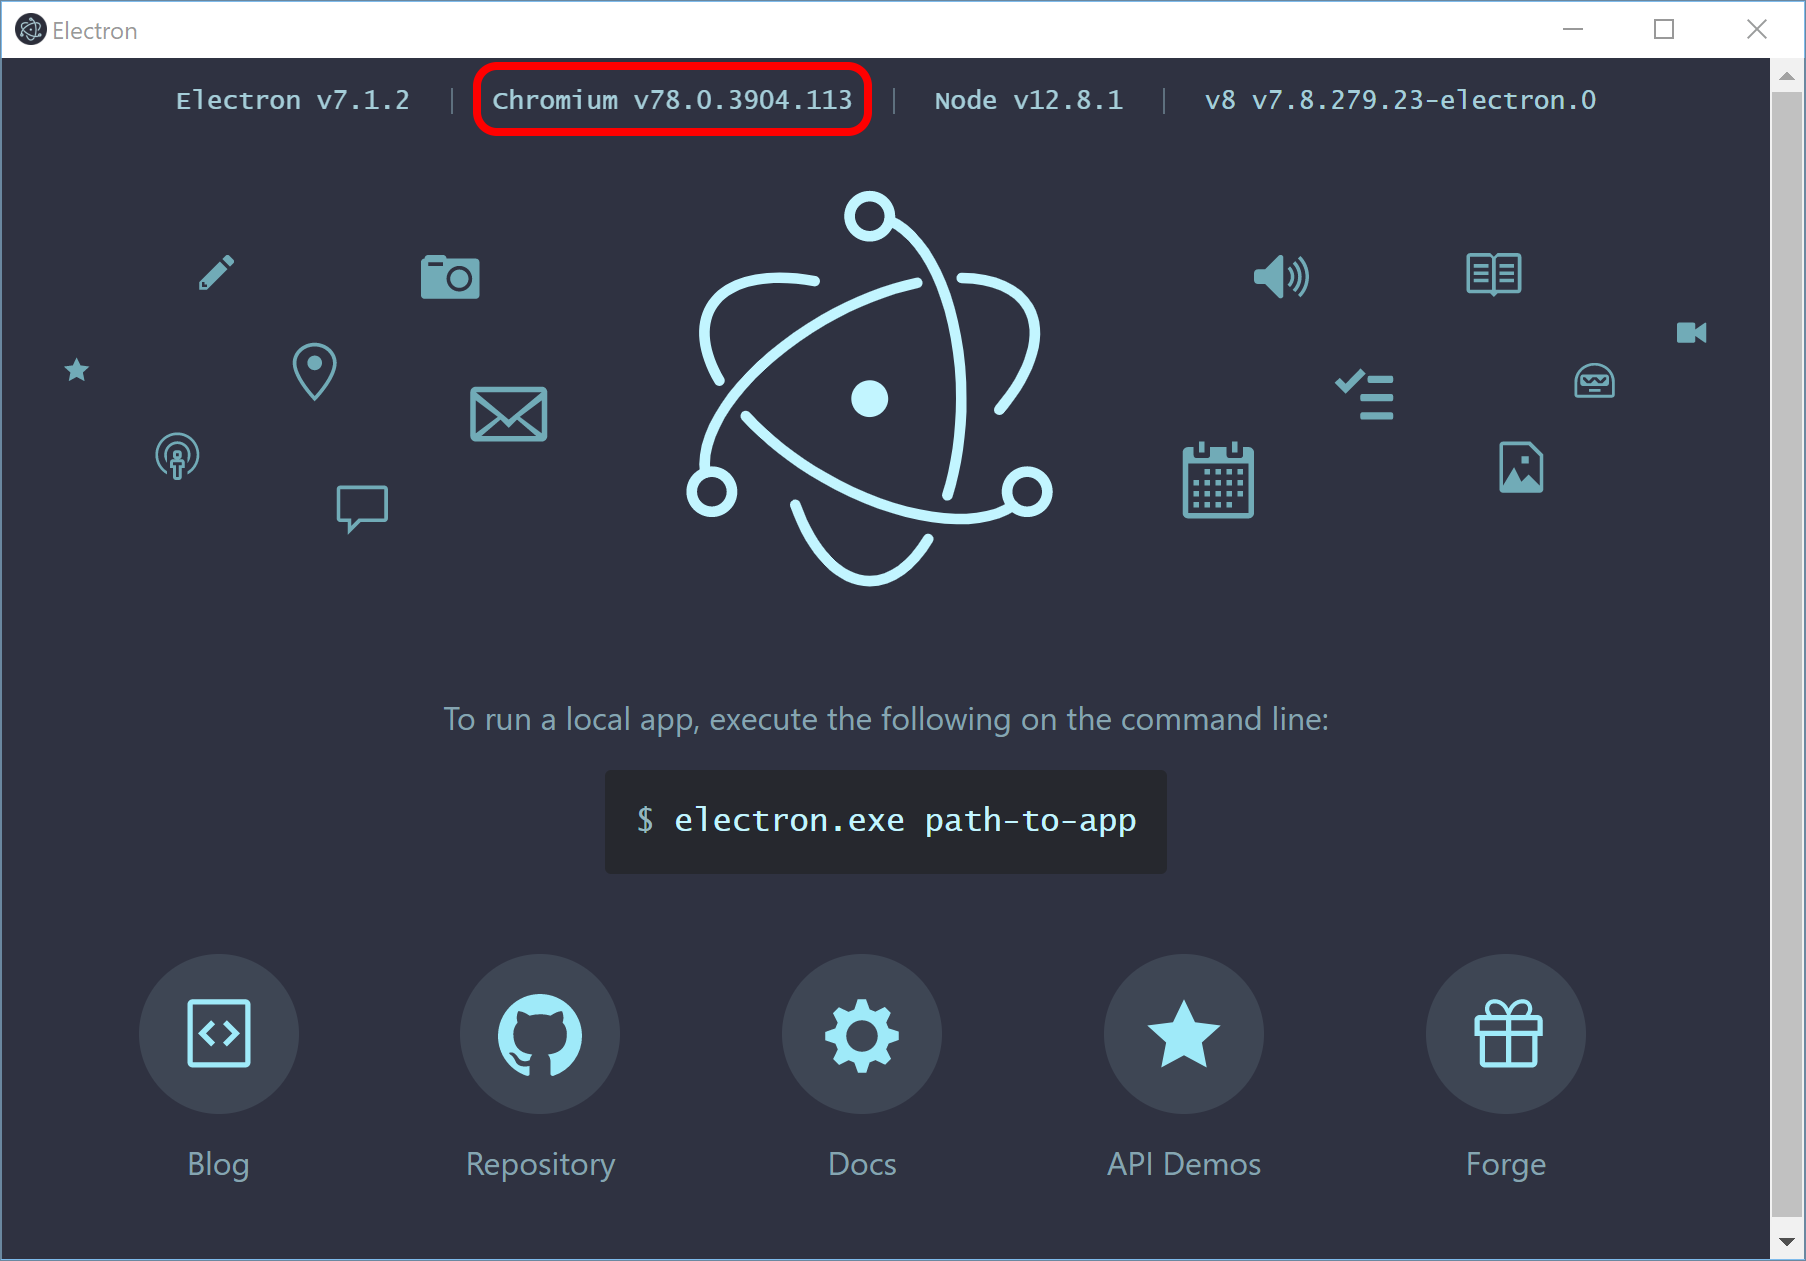 Electron
Electron v7.1.2 | Chromium v78.0.3904.113 | Node v12.8.1 | v8 v7.8.279.23-electron.0
To run a local app, execute the following on the command line:
$ electron.exe path-to-app
Blog Repository Docs API Demos Forge